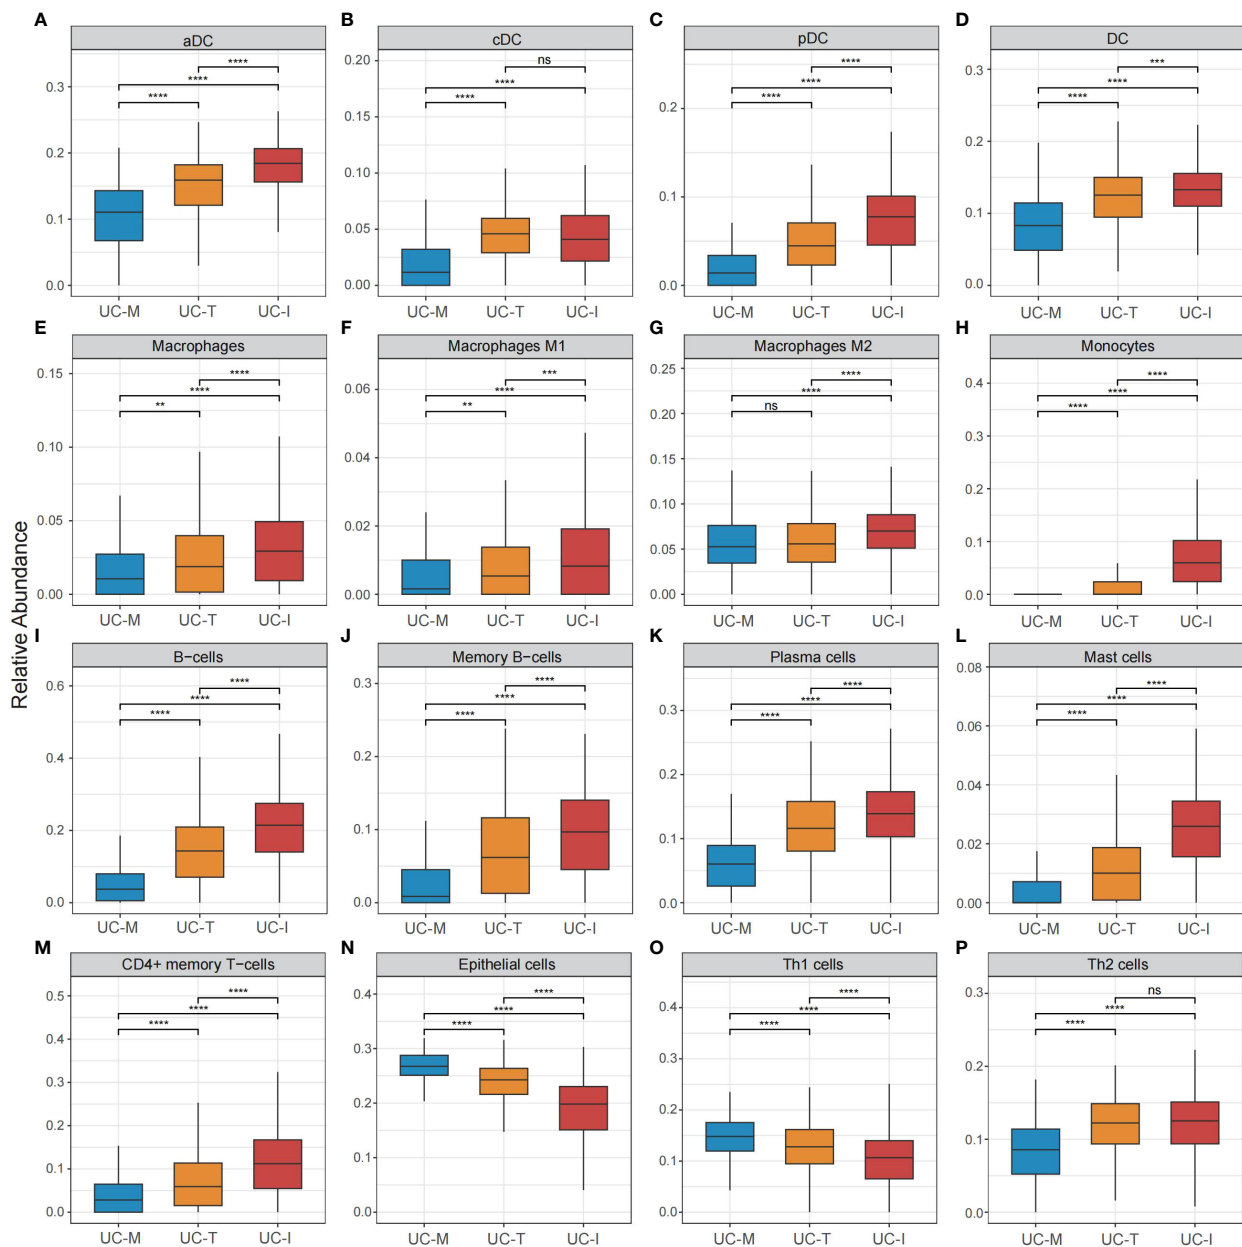 A
aDC
0.3
0.2
0.1
0.0
****
****
****
UC-M UC-T UC-I
B
cDC
0.20
0.15
0.10
0.05
0.00
ns
****
****
UC-M UC-T UC-I
C
pDC
0.2
0.1
0.0
****
****
****
UC-M UC-T UC-I
D
DC
0.3
0.2
0.1
0.0
***
****
****
UC-M UC-T UC-I
Relative Abundance
E
Macrophages
0.15
0.10
0.05
0.00
****
****
**
UC-M UC-T UC-I
F
Macrophages M1
0.06
0.04
0.02
0.00
***
****
**
UC-M UC-T UC-I
G
Macrophages M2
0.25
0.20
0.15
0.10
0.05
0.00
****
****
ns
UC-M UC-T UC-I
H
Monocytes
0.4
0.3
0.2
0.1
0.0
****
****
****
UC-M UC-T UC-I
I
B−cells
0.6
0.4
0.2
0.0
****
****
****
UC-M UC-T UC-I
J
Memory B−cells
0.3
0.2
0.1
0.0
****
****
****
UC-M UC-T UC-I
K
Plasma cells
0.3
0.2
0.1
0.0
****
****
****
UC-M UC-T UC-I
L
Mast cells
0.08
0.06
0.04
0.02
0.00
****
****
****
UC-M UC-T UC-I
M
CD4+ memory T−cells
0.5
0.4
0.3
0.2
0.1
0.0
****
****
****
UC-M UC-T UC-I
N
Epithelial cells
0.4
0.3
0.2
0.1
0.0
****
****
****
UC-M UC-T UC-I
O
Th1 cells
0.4
0.3
0.2
0.1
0.0
****
****
****
UC-M UC-T UC-I
P
Th2 cells
0.3
0.2
0.1
0.0
ns
****
****
UC-M UC-T UC-I